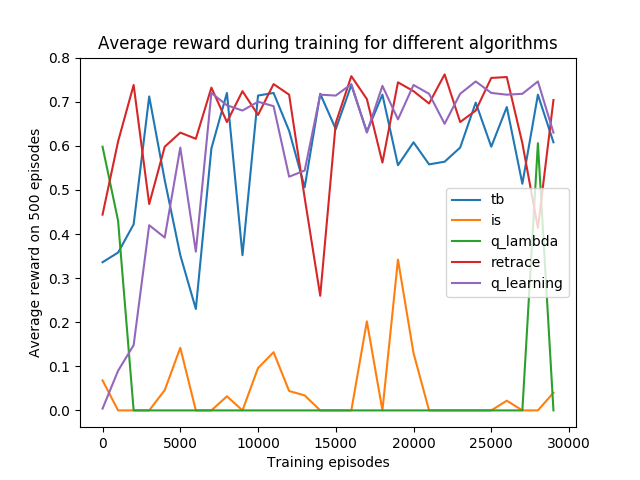 Average reward during training for different algorithms
Average reward on 500 episodes
0.8
0.7
0.6
0.5
0.4
0.3
0.2
0.1
0.0
tb
is
q_lambda
retrace
q_learning
0 5000 10000 15000 20000 25000 30000
Training episodes